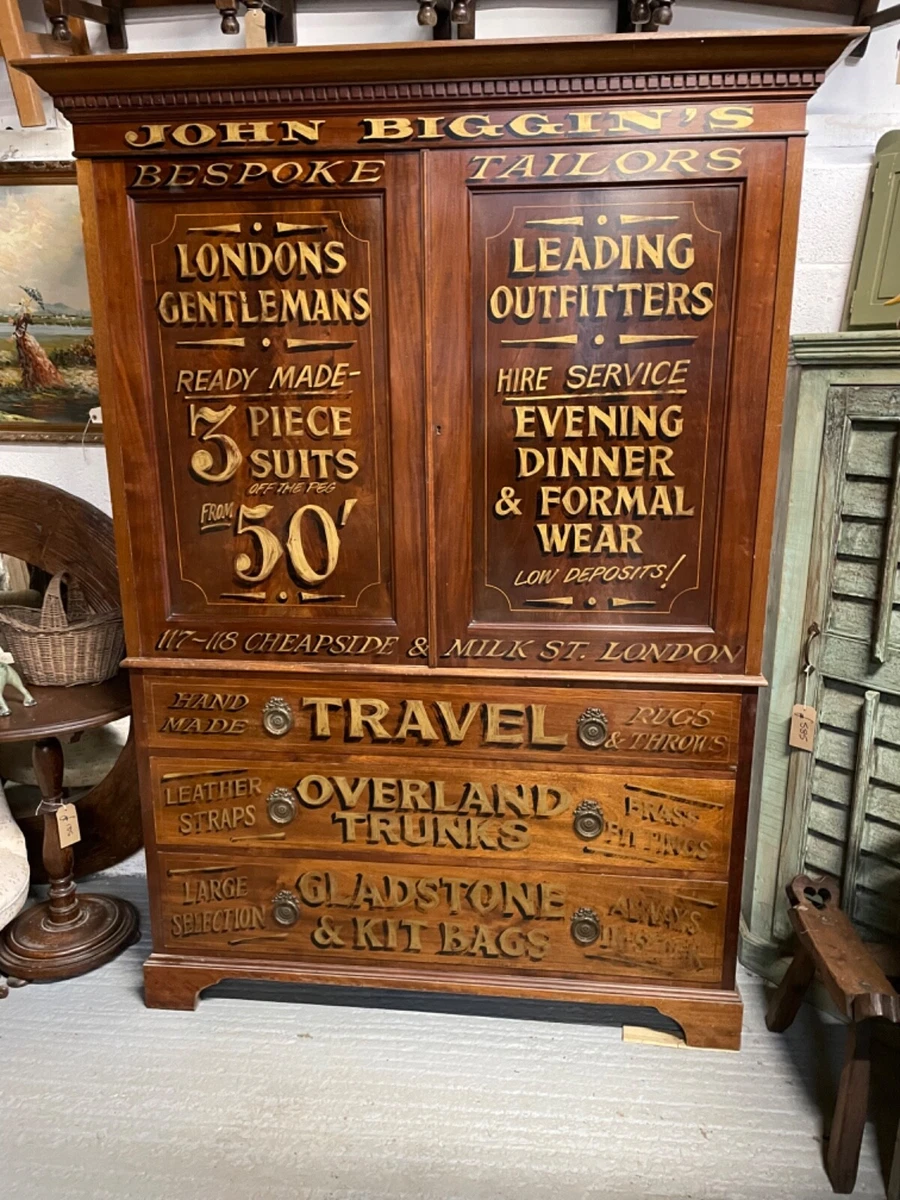 JOHN BIGGIN'S
BESPOKE TAILORS
LONDONS
GENTLEMANS
READY MADE-
3 PIECE
SUITS
OFF THE PEG
FROM 50'
LEADING
OUTFITTERS
HIRE SERVICE
EVENING
DINNER
& FORMAL
WEAR
LOW DEPOSITS!
117-118 CHEAPSIDE & MILK ST. LONDON
HAND
MADE
TRAVEL
RUGS
& THROWS
LEATHER
STRAPS
OVERLAND
TRUNKS
BRASS
FITTINGS
LARGE
SELECTION
GLADSTONE
& KIT BAGS
ALWAYS